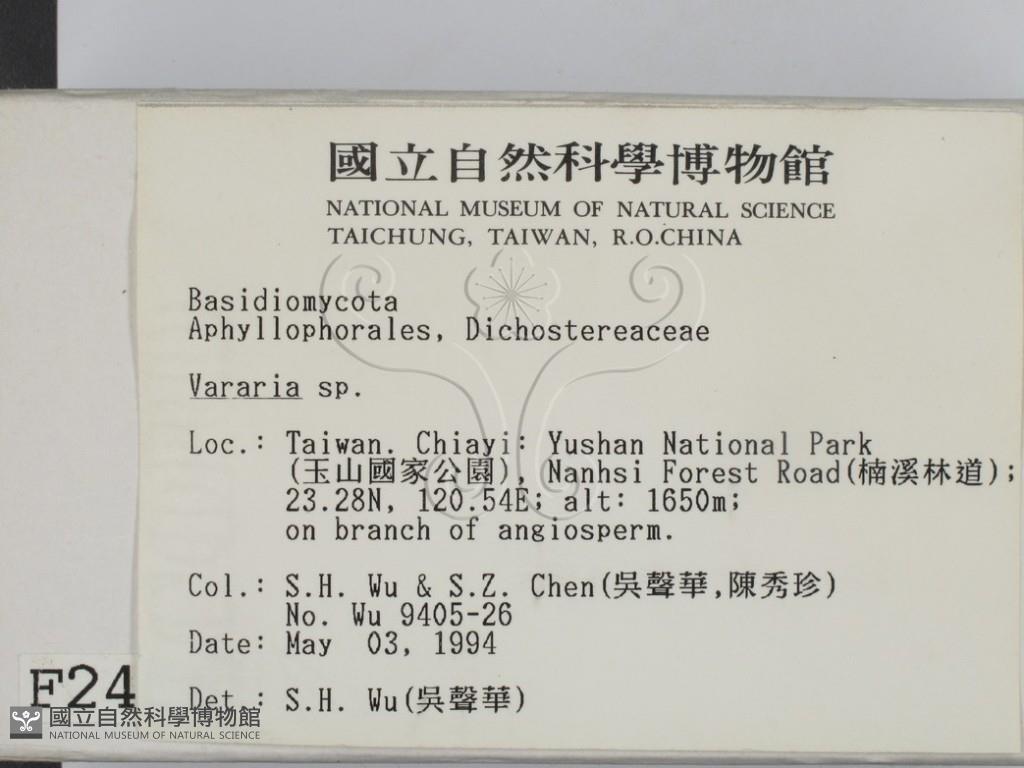 國立自然科學博物館
NATIONAL MUSEUM OF NATURAL SCIENCE
TAICHUNG, TAIWAN, R.O.CHINA
Basidiomycota
Aphyllophorales, Dichostereaceae
Vararia sp.
Loc.: Taiwan. Chiayi: Yushan National Park
(玉山國家公園), Nanhsi Forest Road(楠溪林道);
23.28N, 120.54E; alt: 1650m;
on branch of angiosperm.
Col.: S.H. Wu & S.Z. Chen(吳聲華,陳秀珍)
No. Wu 9405-26
Date: May 03, 1994
Det.: S.H. Wu(吳聲華)
F24
國立自然科學博物館
NATIONAL MUSEUM OF NATURAL SCIENCE